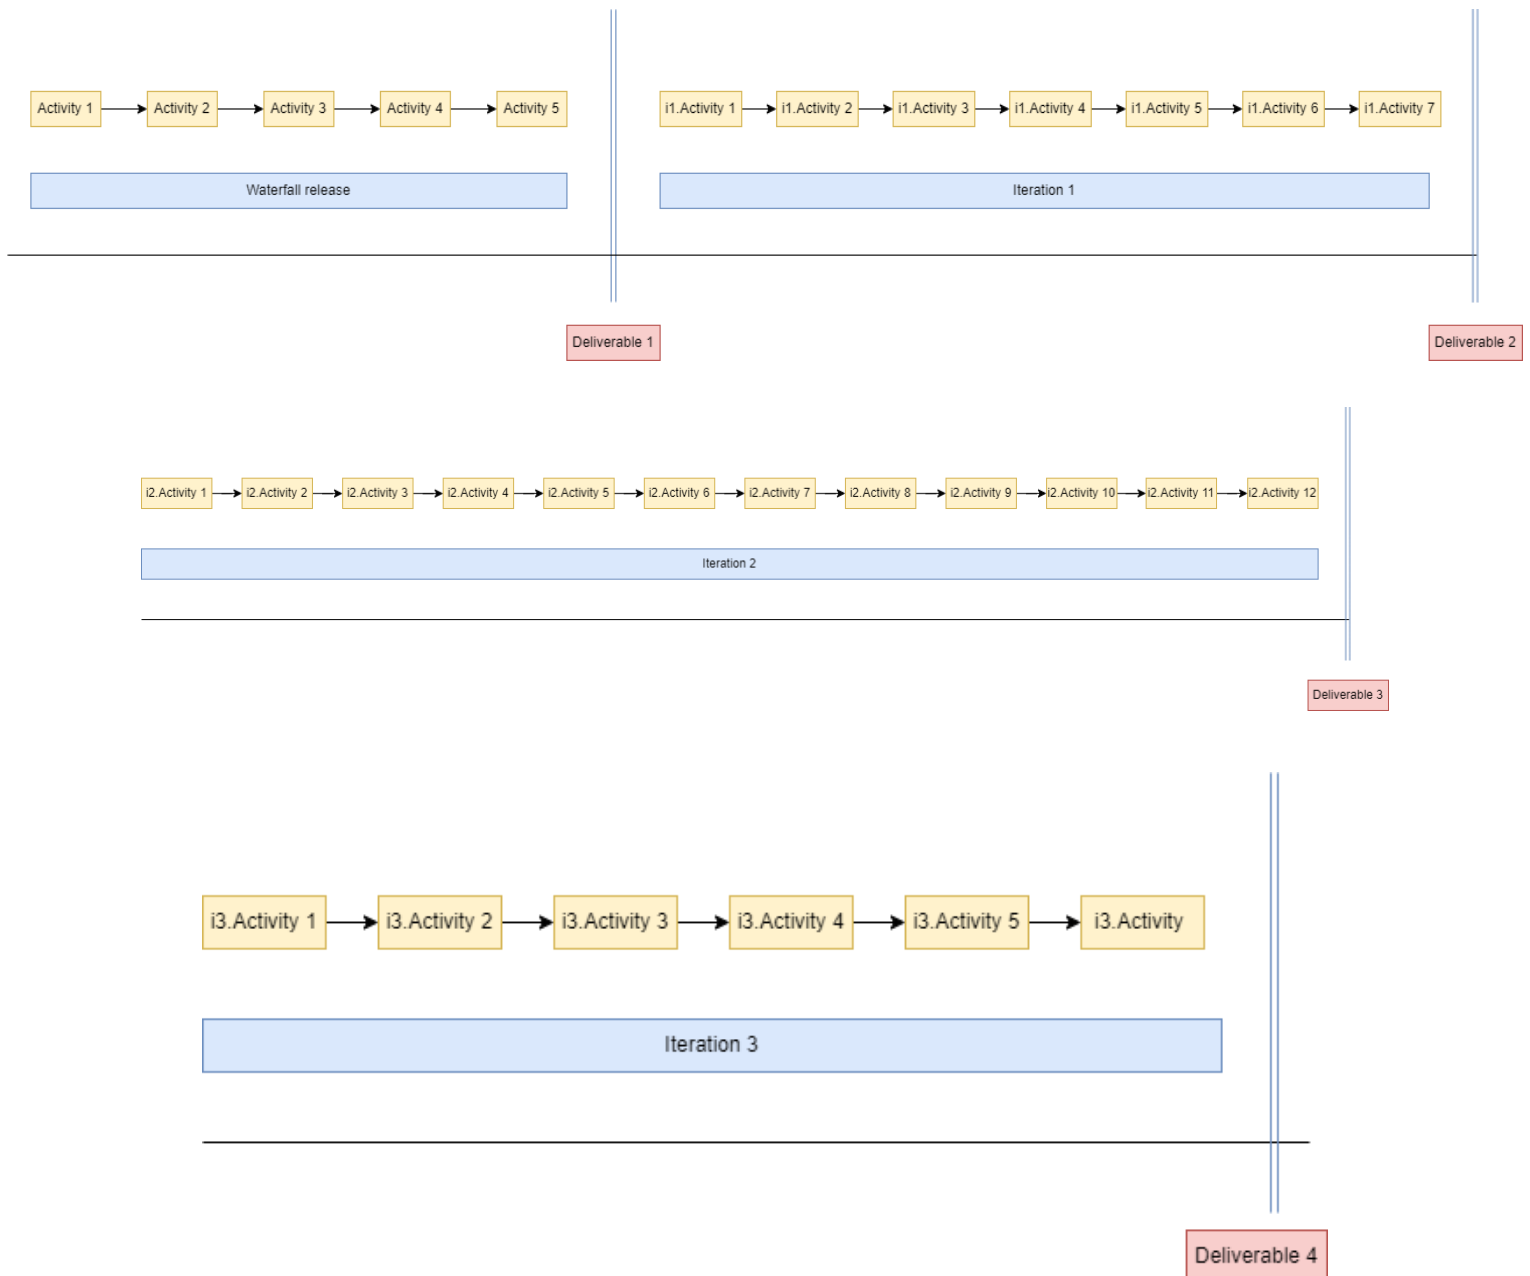 Activity 1
Activity 2
Activity 3
Activity 4
Activity 5
i1.Activity 1
i1.Activity 2
i1.Activity 3
i1.Activity 4
i1.Activity 5
i1.Activity 6
i1.Activity 7
Waterfall release
Iteration 1
Deliverable 1
Deliverable 2
i2.Activity 1
i2.Activity 2
i2.Activity 3
i2.Activity 4
i2.Activity 5
i2.Activity 6
i2.Activity 7
i2.Activity 8
i2.Activity 9
i2.Activity 10
i2.Activity 11
i2.Activity 12
Iteration 2
Deliverable 3
i3.Activity 1
i3.Activity 2
i3.Activity 3
i3.Activity 4
i3.Activity 5
i3.Activity
Iteration 3
Deliverable 4